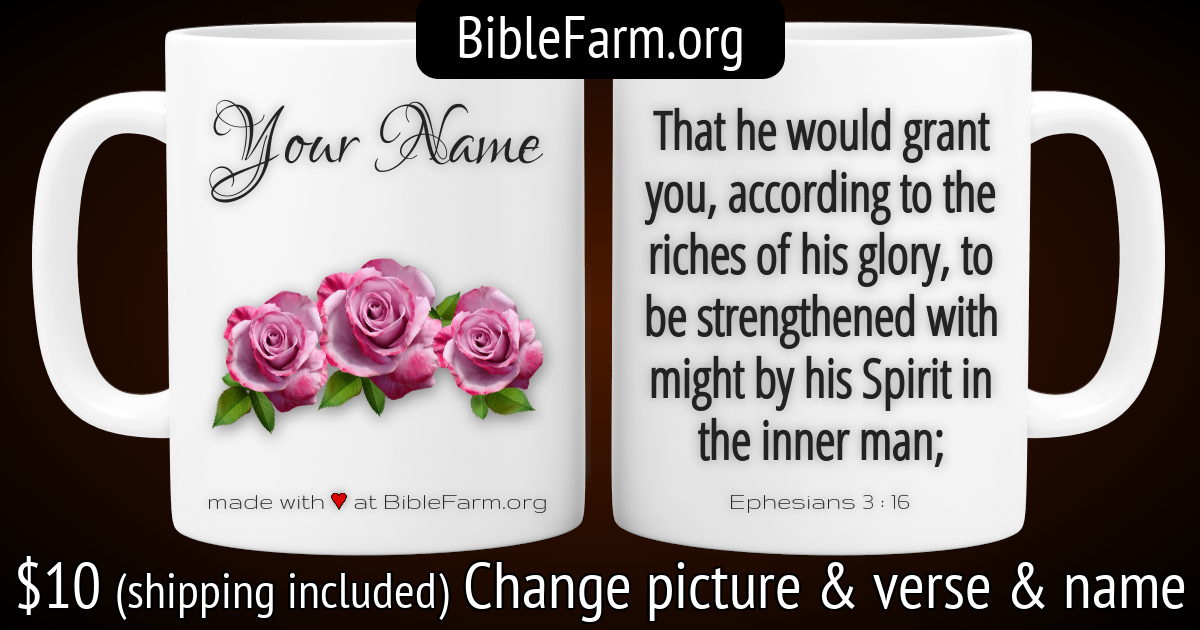 BibleFarm.org
Your Name
made with ♥ at BibleFarm.org
That he would grant
you, according to the
riches of his glory, to
be strengthened with
might by his Spirit in
the inner man;
Ephesians 3 : 16
$10 (shipping included) Change picture & verse & name